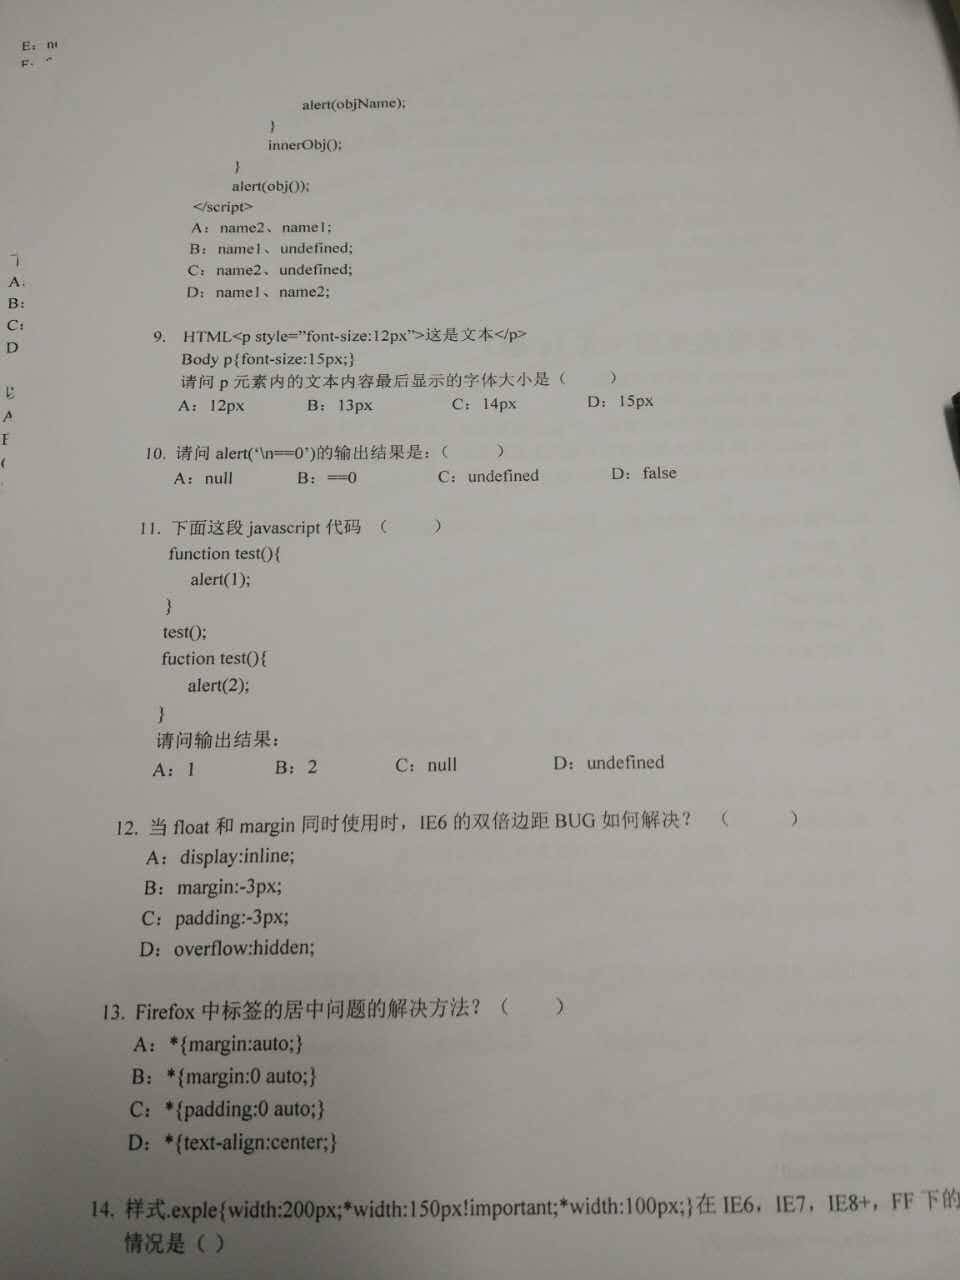 E：
alert(objName);
}
innerObj();
}
alert(obj());
</script>
A：name2、name1;
B：name1、undefined;
C：name2、undefined;
D：name1、name2;
A:
B:
C:
D
9. HTML<p style="font-size:12px">这是文本</p>
Body p{font-size:15px;}
请问 p 元素内的文本内容最后显示的字体大小是（ ）
A：12px B：13px C：14px D：15px
10. 请问 alert('\n==0')的输出结果是:（ ）
A：null B：==0 C：undefined D：false
11. 下面这段 javascript 代码 （ ）
function test(){
alert(1);
}
test();
fuction test(){
alert(2);
}
请问输出结果：
A：1 B：2 C：null D：undefined
12. 当 float 和 margin 同时使用时，IE6 的双倍边距 BUG 如何解决？ （ ）
A：display:inline;
B：margin:-3px;
C：padding:-3px;
D：overflow:hidden;
13. Firefox 中标签的居中问题的解决方法？（ ）
A：*{margin:auto;}
B：*{margin:0 auto;}
C：*{padding:0 auto;}
D：*{text-align:center;}
14. 样式.exple{width:200px;*width:150px!important;*width:100px;}在 IE6，IE7，IE8+，FF 下的
情况是（ ）